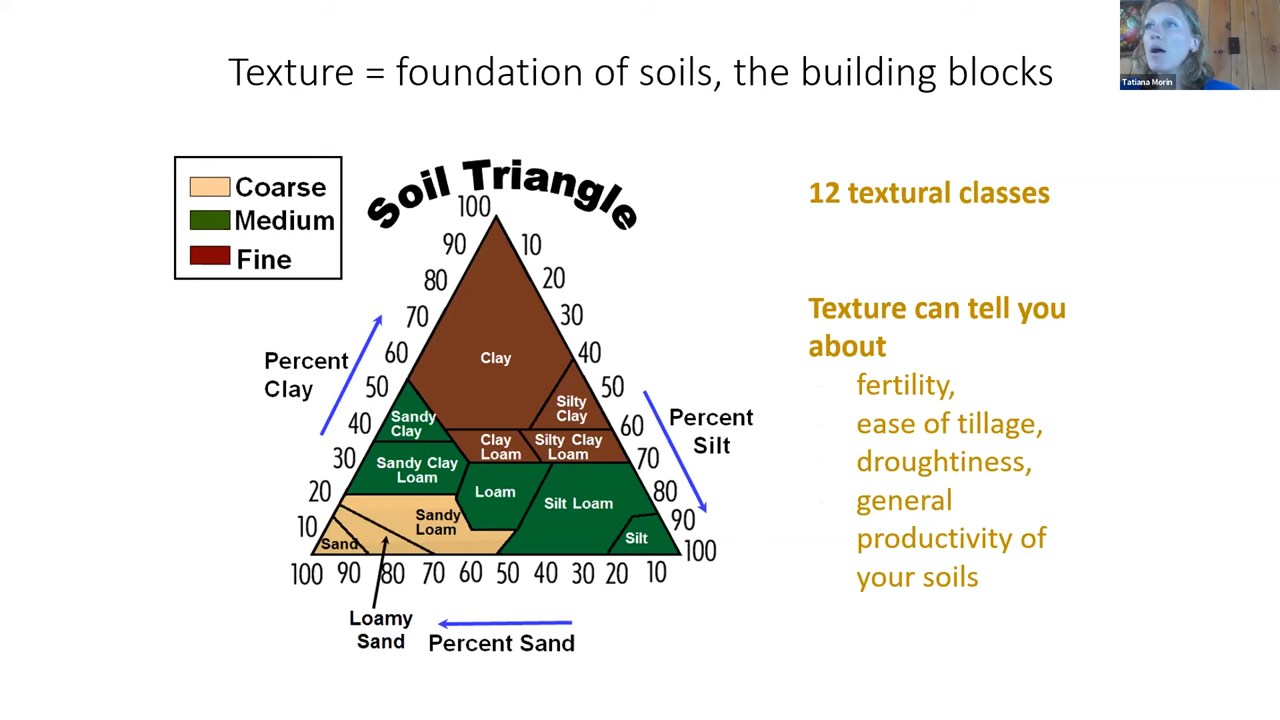 Tatiana Morin
Texture = foundation of soils, the building blocks
Coarse
Medium
Fine
Soil Triangle
100
90
80
70
60
50
40
30
20
10
10
20
30
40
50
60
70
80
90
100
100 90 80 70 60 50 40 30 20 10
Percent
Clay
Percent
Silt
Percent Sand
Clay
Silty
Clay
Sandy
Clay
Clay
Loam
Silty Clay
Loam
Sandy Clay
Loam
Loam
Silt Loam
Sandy
Loam
Sand
Silt
Loamy
Sand
12 textural classes
Texture can tell you
about
fertility,
ease of tillage,
droughtiness,
general
productivity of
your soils